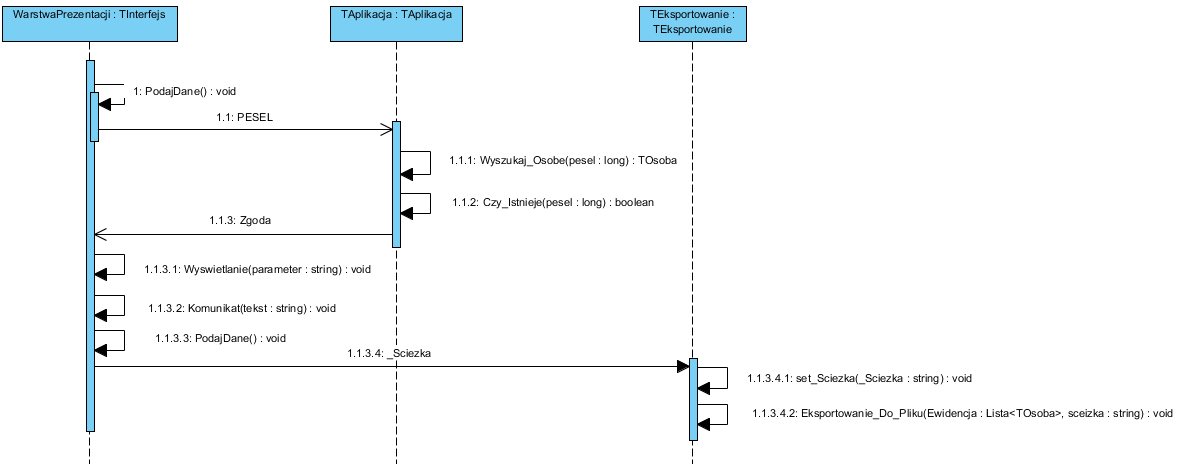 WarstwaPrezentacji : TInterfejs
TAplikacja : TAplikacja
TEksportowanie :
TEksportowanie
1: PodajDane() : void
1.1: PESEL
1.1.1: Wyszukaj_Osobe(pesel : long) : TOsoba
1.1.2: Czy_Istnieje(pesel : long) : boolean
1.1.3: Zgoda
1.1.3.1: Wyswietlanie(parameter : string) : void
1.1.3.2: Komunikat(tekst : string) : void
1.1.3.3: PodajDane() : void
1.1.3.4: _Sciezka
1.1.3.4.1: set_Sciezka(_Sciezka : string) : void
1.1.3.4.2: Eksportowanie_Do_Pliku(Ewidencja : Lista<TOsoba>, sceizka : string) : void